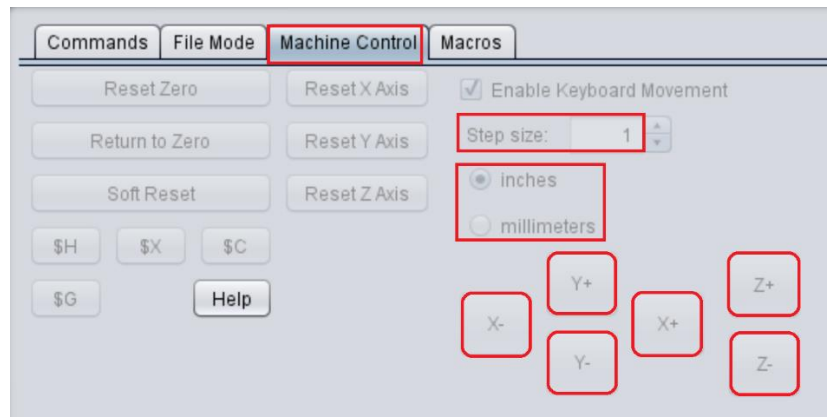 Commands File Mode Machine Control Macros
Reset Zero Reset X Axis Enable Keyboard Movement
Return to Zero Reset Y Axis Step size: 1
Soft Reset Reset Z Axis inches
millimeters
$H $X $C
$G Help
Y+ Z+
X- X+
Y- Z-